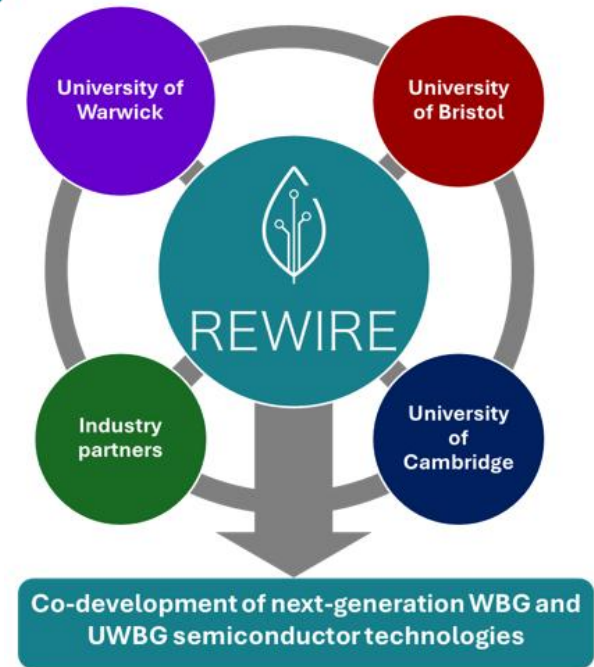 University of
Warwick
University
of Bristol
REWIRE
Industry
partners
University
of
Cambridge
Co-development of next-generation WBG and
UWBG semiconductor technologies